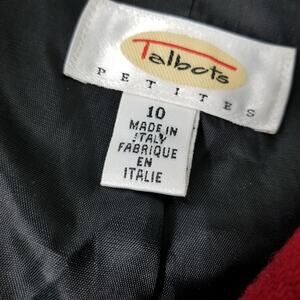 Talbots
PETITES
10
MADE IN
ITALY
FABRIQUE
EN
ITALIE